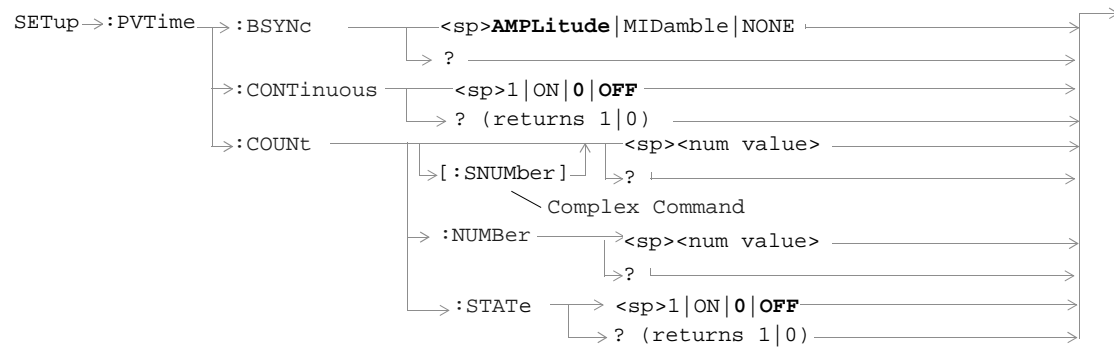 SETup :PVTime :BSYNc <sp>AMPLitude|MIDamble|NONE
?
:CONTinuous <sp>1|ON|0|OFF
? (returns 1|0)
:COUNt <sp><num value>
[:SNUMber] ?
Complex Command
:NUMBer <sp><num value>
?
:STATe <sp>1|ON|0|OFF
? (returns 1|0)